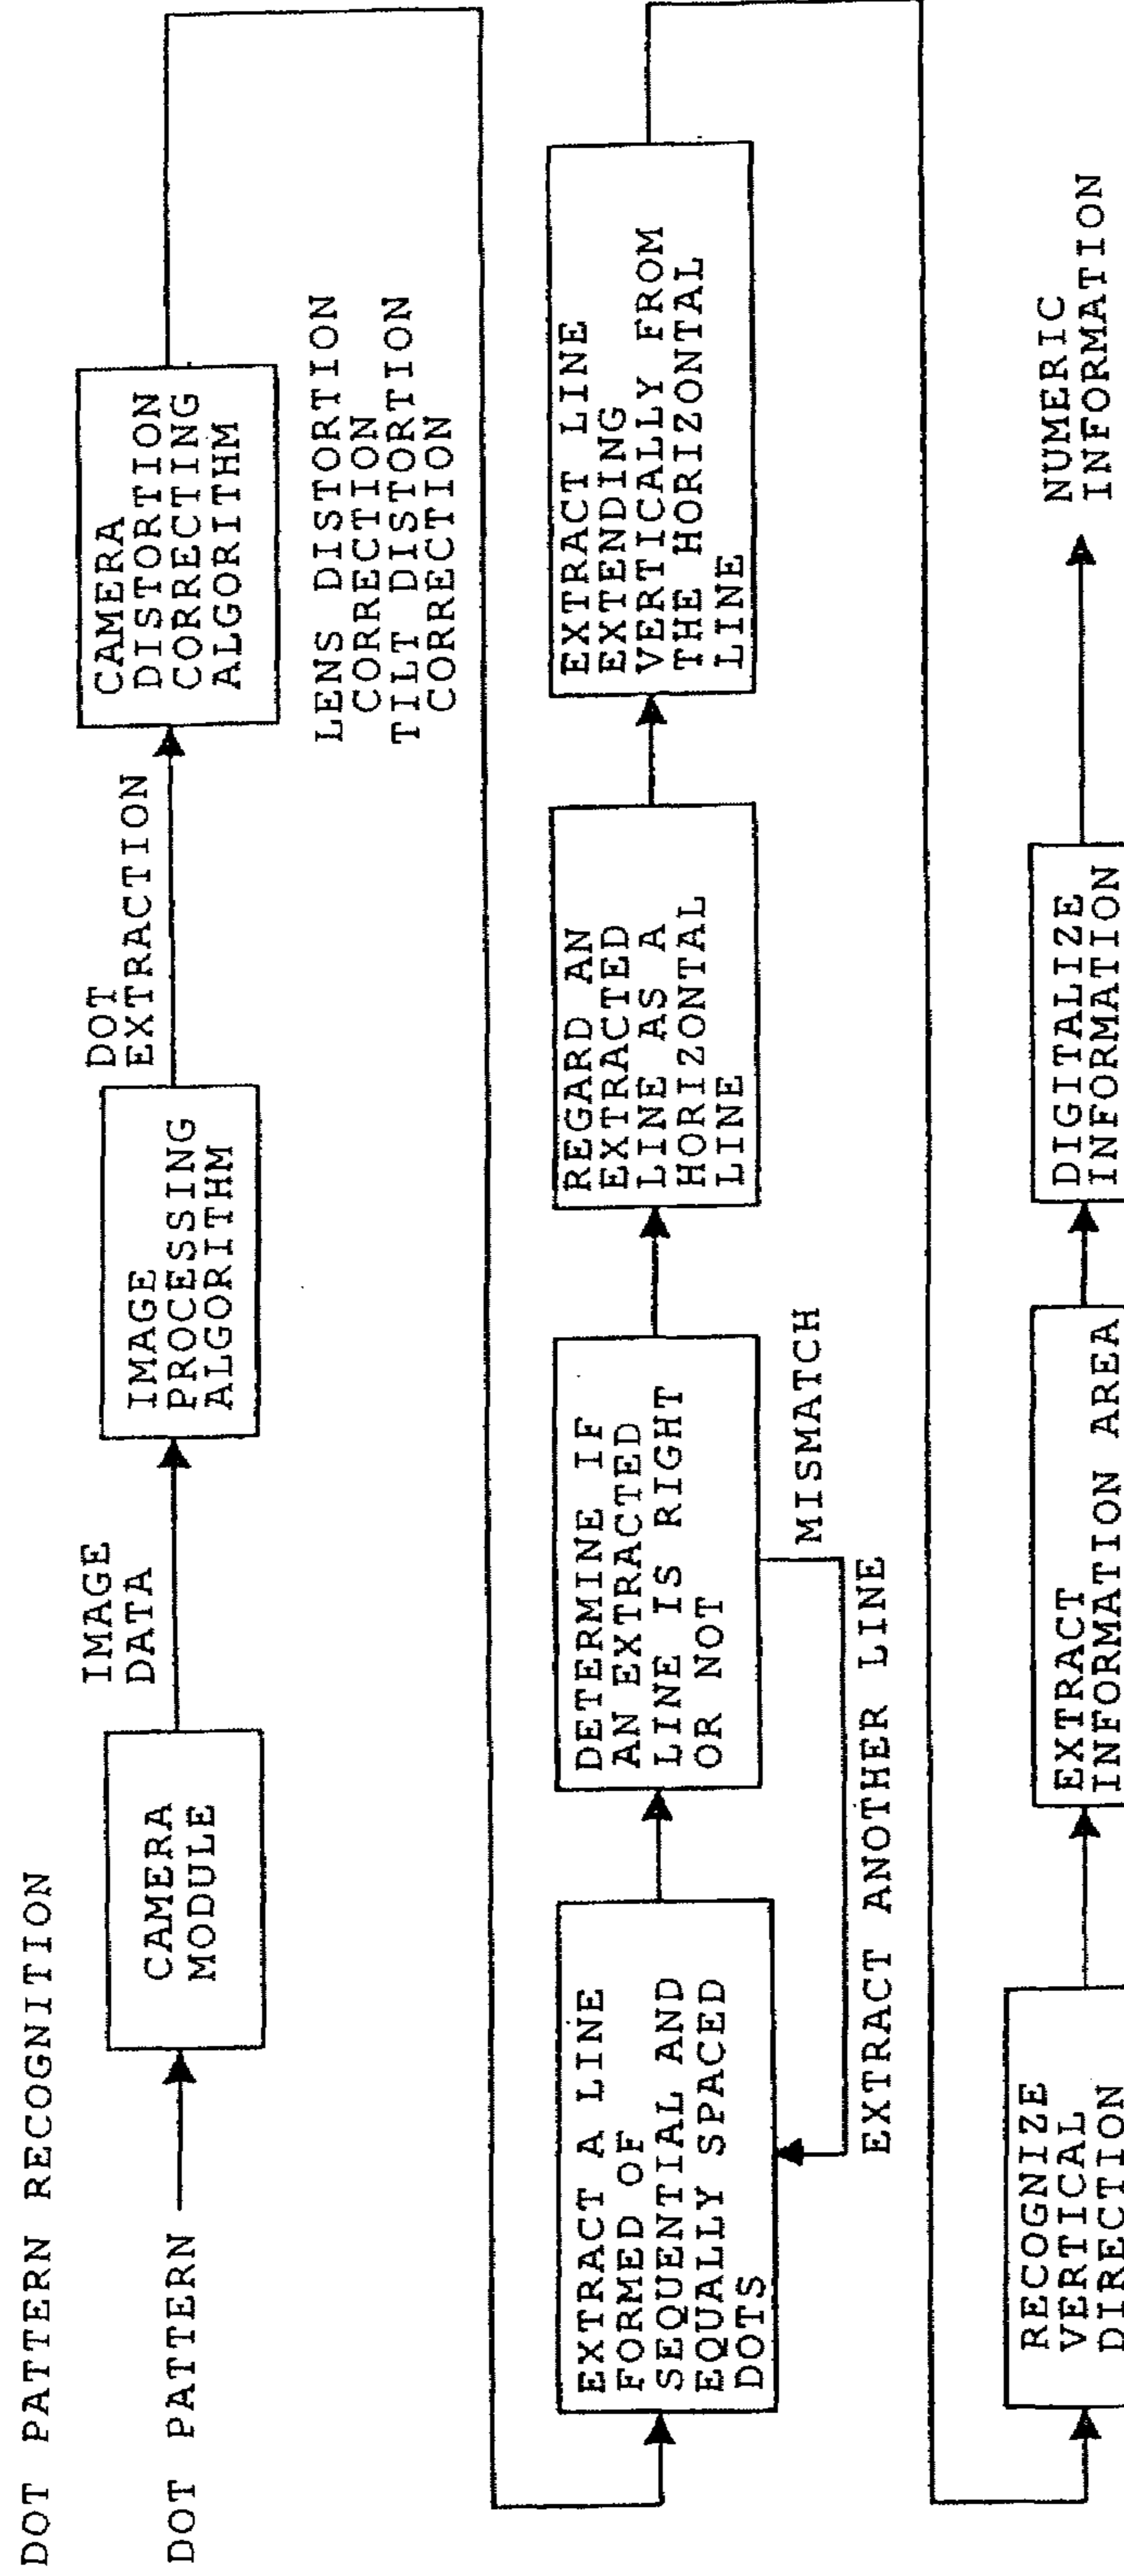 DOT PATTERN RECOGNITION
DOT PATTERN
CAMERA
MODULE
IMAGE
DATA
IMAGE
PROCESSING
ALGORITHM
DOT
EXTRACTION
CAMERA
DISTORTION
CORRECTING
ALGORITHM
LENS DISTORTION
CORRECTION
TILT DISTORTION
CORRECTION
EXTRACT A LINE
FORMED OF
SEQUENTIAL AND
EQUALLY SPACED
DOTS
DETERMINE IF
AN EXTRACTED
LINE IS RIGHT
OR NOT
MISMATCH
EXTRACT ANOTHER LINE
REGARD AN
EXTRACTED
LINE AS A
HORIZONTAL
LINE
EXTRACT LINE
EXTENDING
VERTICALLY FROM
THE HORIZONTAL
LINE
RECOGNIZE
VERTICAL
DIRECTION
EXTRACT
INFORMATION AREA
DIGITALIZE
INFORMATION
NUMERIC
INFORMATION